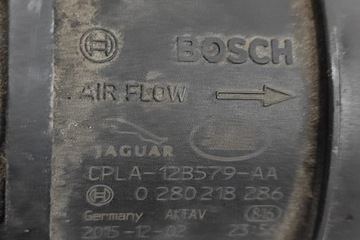 BOSCH
AIR FLOW
JAGUAR
CPLA-12B579-AA
0 280 218 286
Germany AKTAV
2015-12-02